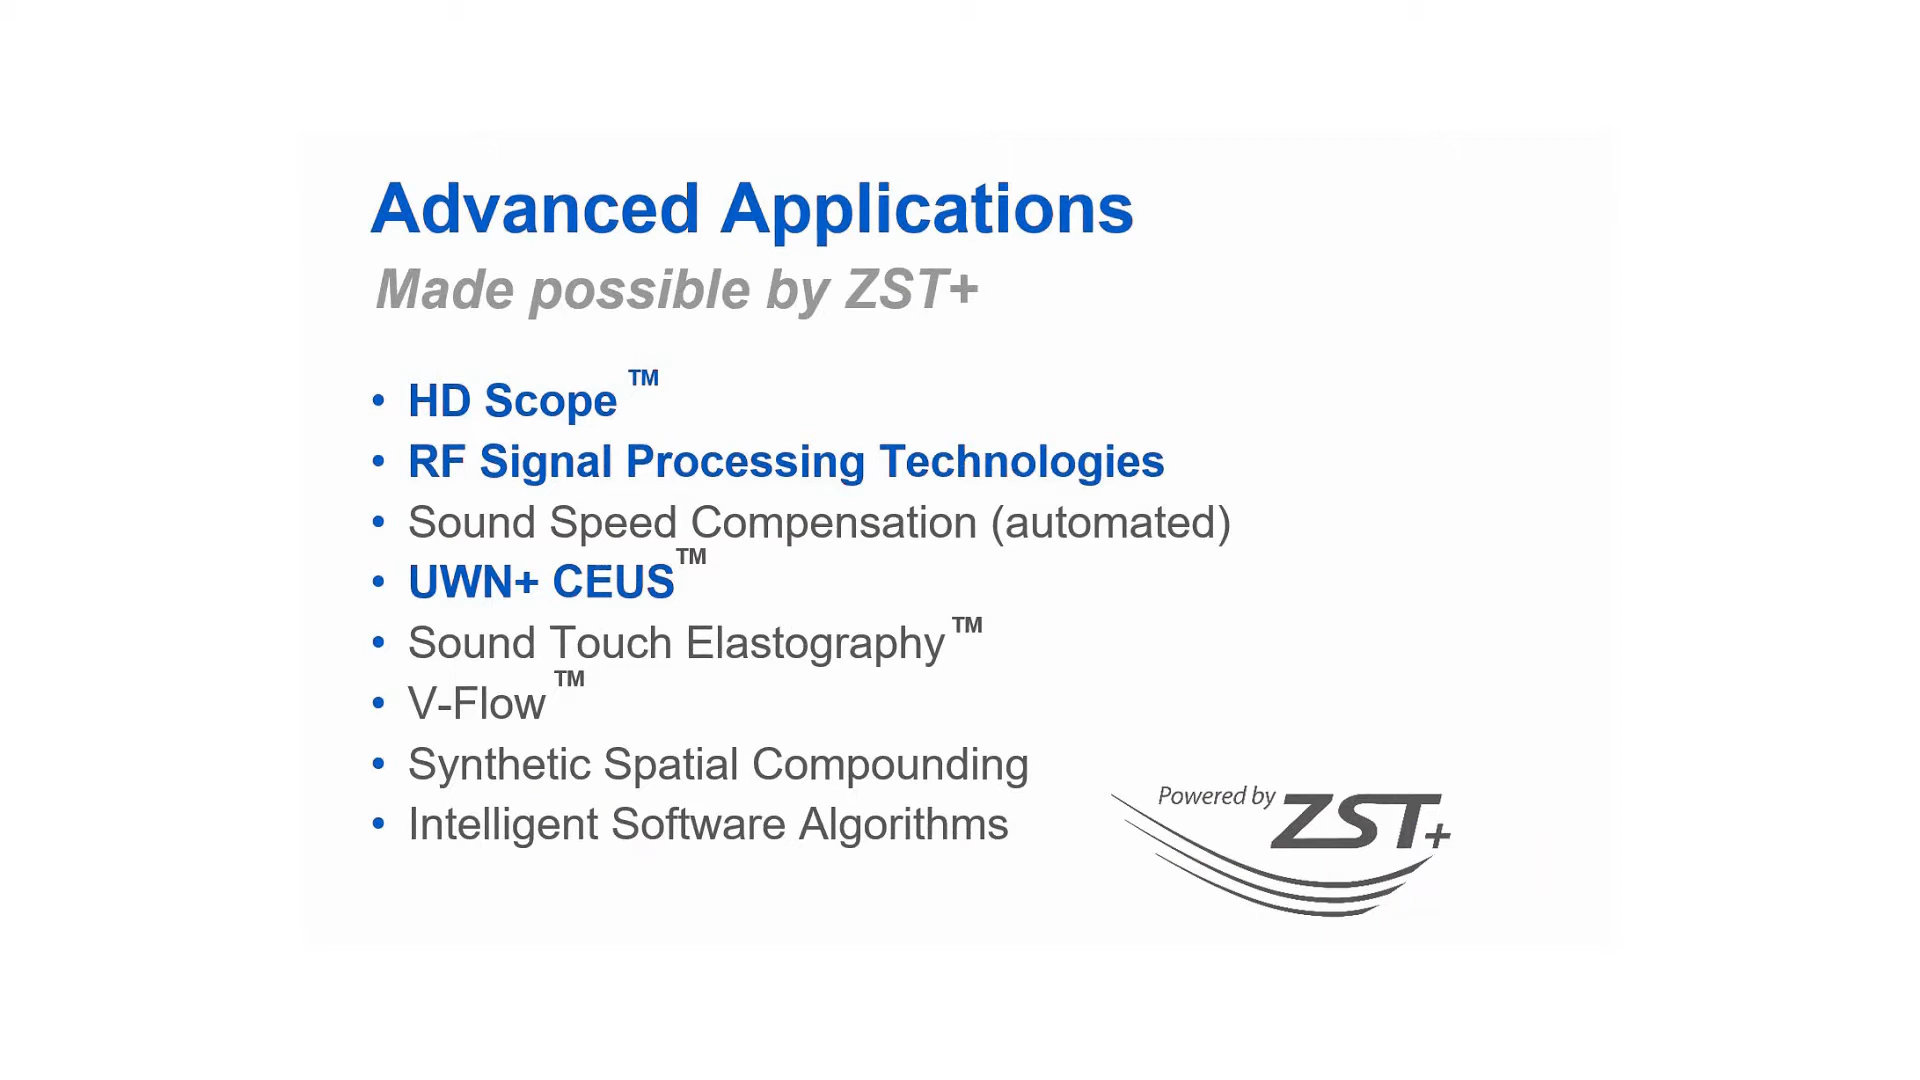 Advanced Applications
Made possible by ZST+
• HD Scope™
• RF Signal Processing Technologies
• Sound Speed Compensation (automated)
• UWN+ CEUS™
• Sound Touch Elastography™
• V-Flow™
• Synthetic Spatial Compounding
• Intelligent Software Algorithms
Powered by ZST+